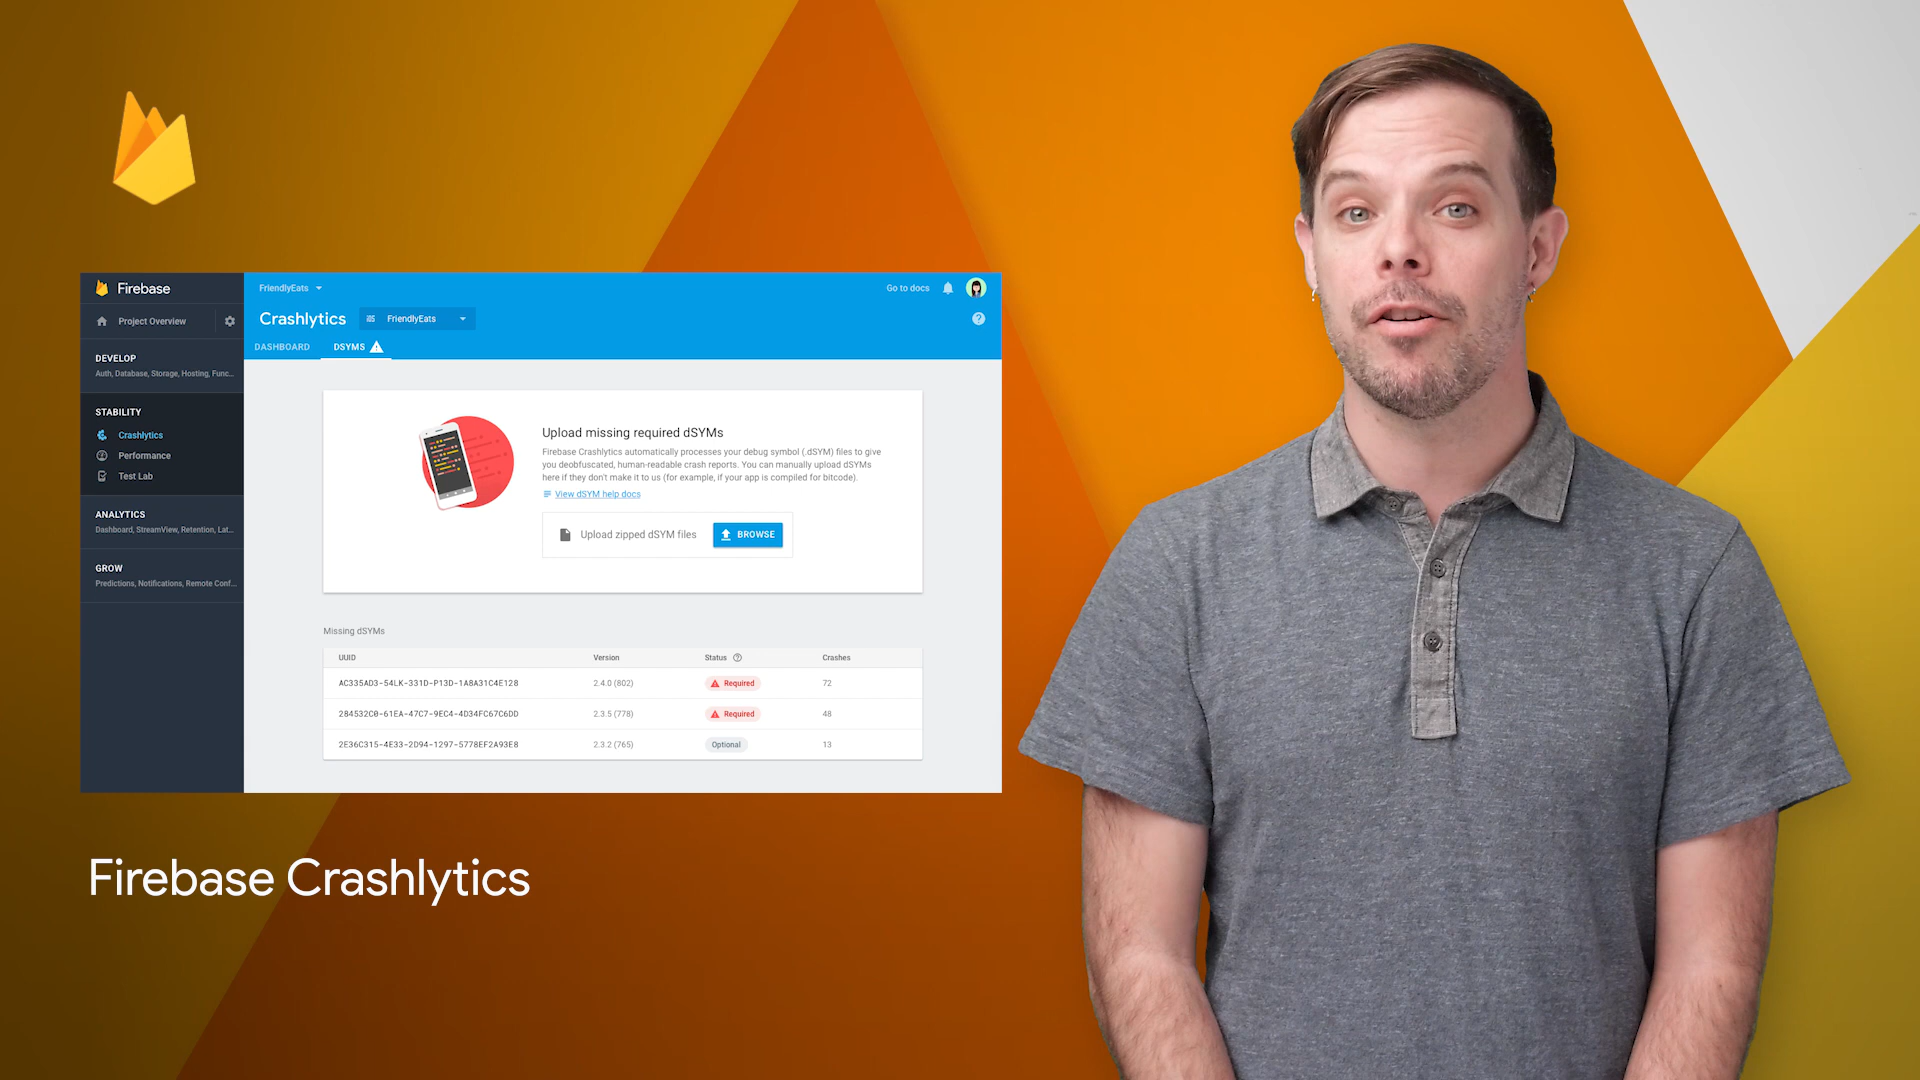 Firebase
Project Overview
DEVELOP
Auth, Database, Storage, Hosting, Func...
STABILITY
Crashlytics
Performance
Test Lab
ANALYTICS
Dashboard, StreamView, Retention, Lat...
GROW
Predictions, Notifications, Remote Conf...
FriendlyEats
Go to docs
Crashlytics
FriendlyEats
DASHBOARD
DSYMS
Upload missing required dSYMs
Firebase Crashlytics automatically processes your debug symbol (.dSYM) files to give
you deobfuscated, human-readable crash reports. You can manually upload dSYMs
here if they don't make it to us (for example, if your app is compiled for bitcode).
View dSYM help docs
Upload zipped dSYM files
BROWSE
Missing dSYMs
UUID Version Status Crashes
AC335AD3-54LK-331D-P13D-1A8A31C4E128 2.4.0 (802) Required 72
284532C0-61EA-47C7-9EC4-4D34FC67C6DD 2.3.5 (778) Required 48
2E36C315-4E33-2D94-1297-5778EF2A93E8 2.3.2 (765) Optional 13
Firebase Crashlytics